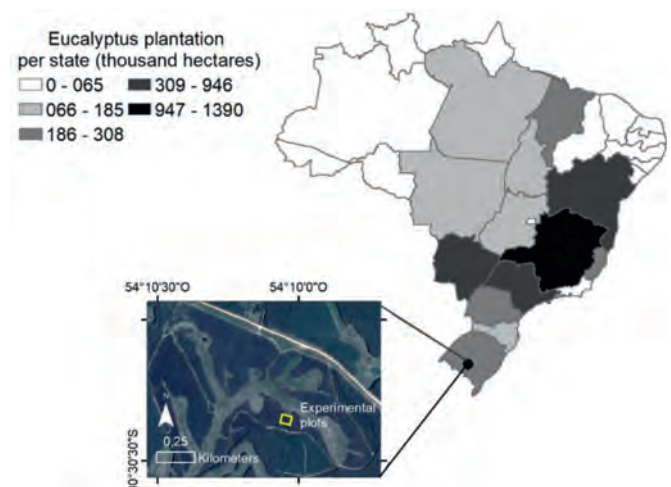 Eucalyptus plantation
per state (thousand hectares)
0 - 065
309 - 946
066 - 185
947 - 1390
186 - 308
54°10'30"S
54°10'0"S
Experimental
plots
N
0,25
Kilometers
0°30'30"S